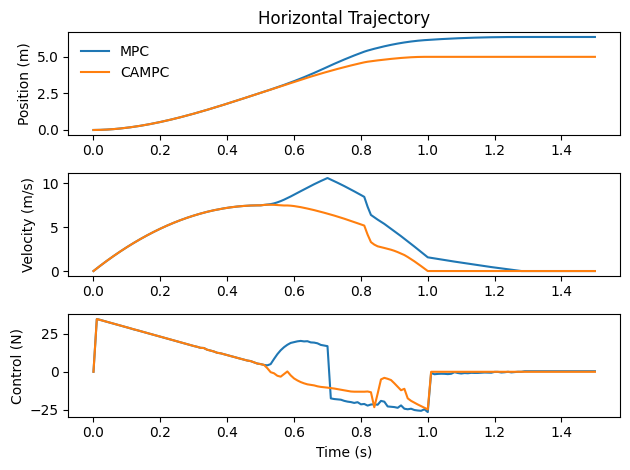 Horizontal Trajectory
Position (m)
5.0
2.5
0.0
MPC
CAMPC
0.0 0.2 0.4 0.6 0.8 1.0 1.2 1.4
Velocity (m/s)
10
5
0
0.0 0.2 0.4 0.6 0.8 1.0 1.2 1.4
Control (N)
25
0
−25
0.0 0.2 0.4 0.6 0.8 1.0 1.2 1.4
Time (s)